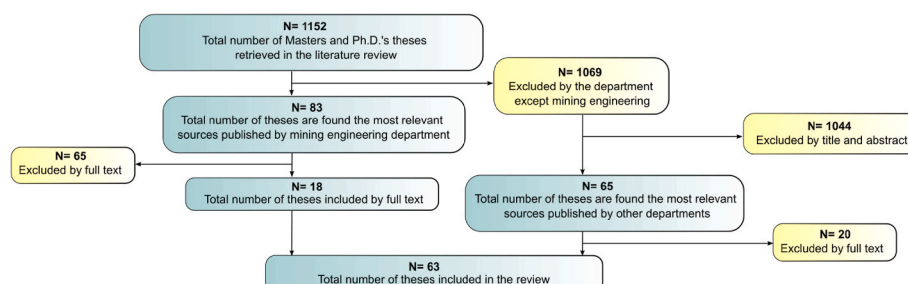 N= 1152
Total number of Masters and Ph.D.'s theses
retrieved in the literature review
N= 1069
Excluded by the department
except mining engineering
N= 83
Total number of theses are found the most relevant
sources published by mining engineering department
N= 1044
Excluded by title and abstract
N= 65
Excluded by full text
N= 18
Total number of theses included by full text
N= 65
Total number of theses are found the most relevant
sources published by other departments
N= 20
Excluded by full text
N= 63
Total number of theses included in the review